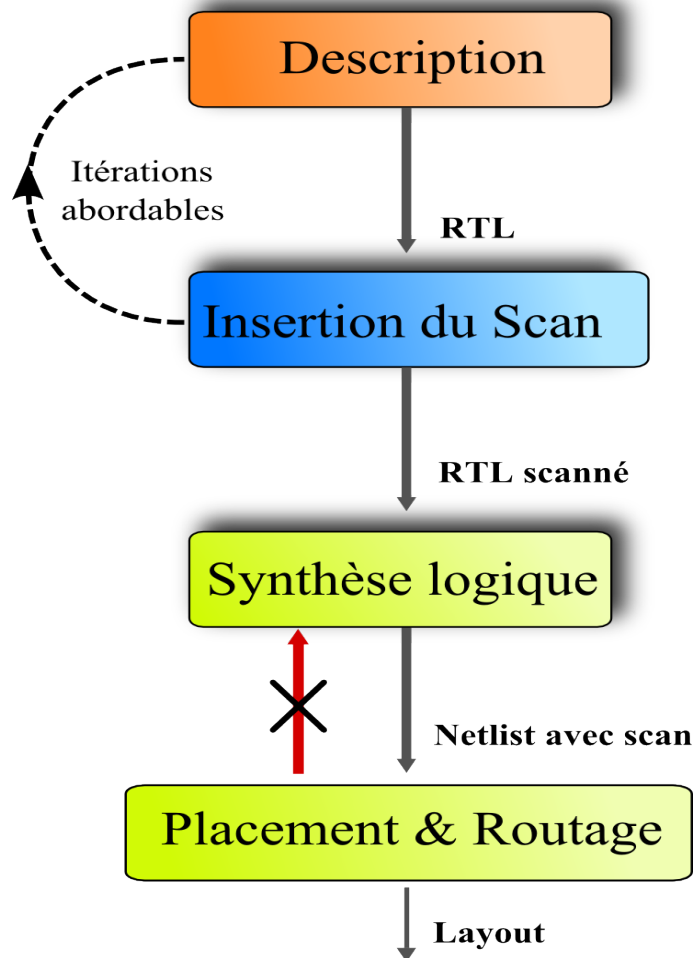 Description
Itérations
abordables
RTL
Insertion du Scan
RTL scanné
Synthèse logique
Netlist avec scan
Placement & Routage
Layout